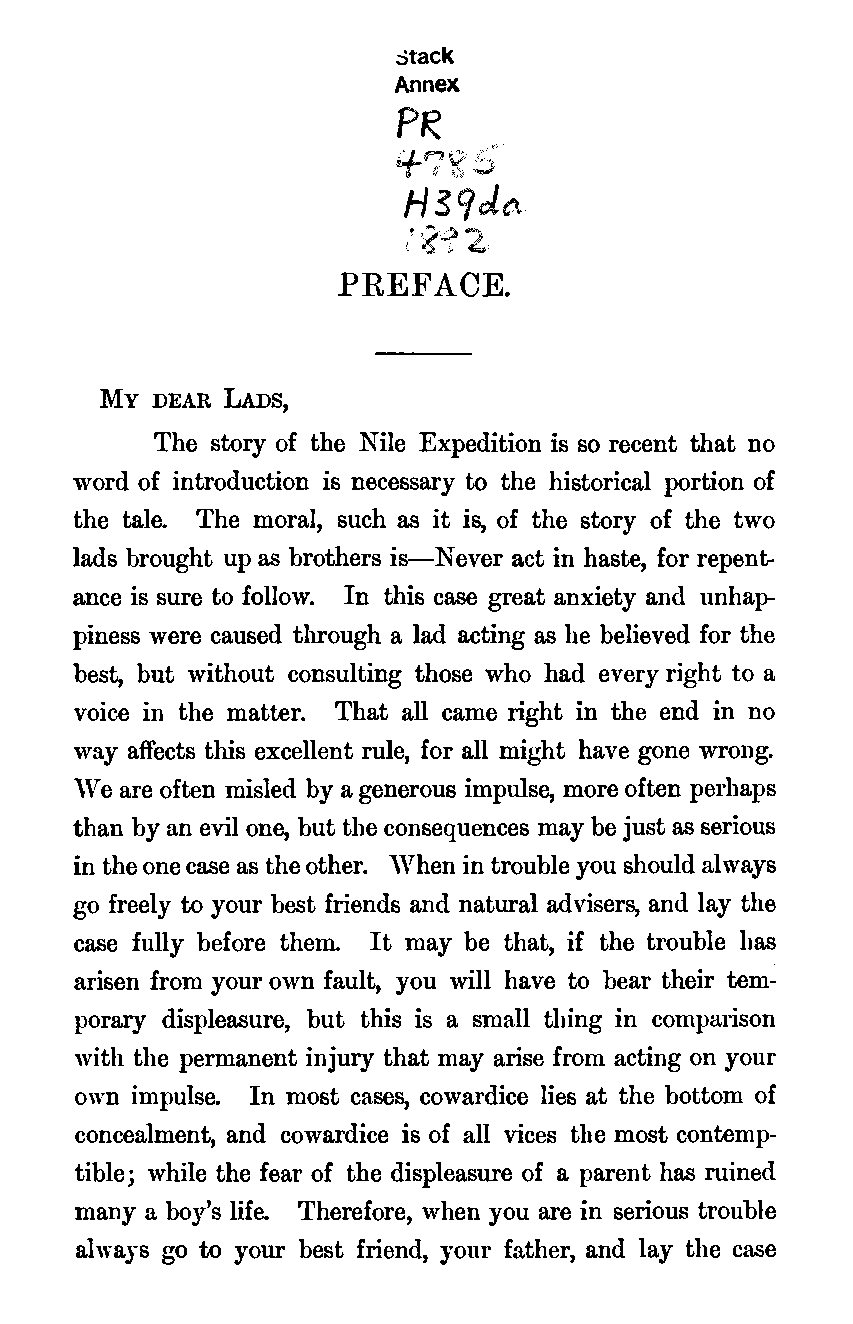 Stack
Annex
PR
4785
H39da
1892
PREFACE.
My dear Lads,
The story of the Nile Expedition is so recent that no
word of introduction is necessary to the historical portion of
the tale. The moral, such as it is, of the story of the two
lads brought up as brothers is—Never act in haste, for repent-
ance is sure to follow. In this case great anxiety and unhap-
piness were caused through a lad acting as he believed for the
best, but without consulting those who had every right to a
voice in the matter. That all came right in the end in no
way affects this excellent rule, for all might have gone wrong.
We are often misled by a generous impulse, more often perhaps
than by an evil one, but the consequences may be just as serious
in the one case as the other. When in trouble you should always
go freely to your best friends and natural advisers, and lay the
case fully before them. It may be that, if the trouble has
arisen from your own fault, you will have to bear their tem-
porary displeasure, but this is a small thing in comparison
with the permanent injury that may arise from acting on your
own impulse. In most cases, cowardice lies at the bottom of
concealment, and cowardice is of all vices the most contemp-
tible; while the fear of the displeasure of a parent has ruined
many a boy's life. Therefore, when you are in serious trouble
always go to your best friend, your father, and lay the case